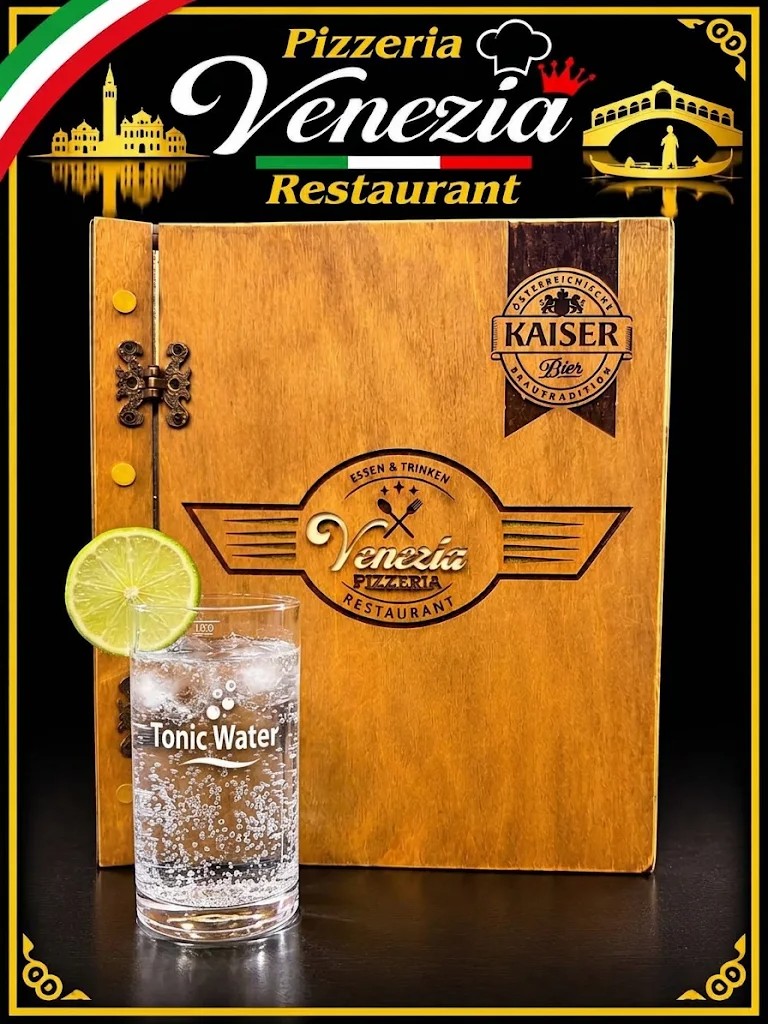 Pizzeria
Venezia
Restaurant
ÖSTERREICHISCHE
KAISER
Bier
BRAUTRADITION
ESSEN & TRINKEN
Venezia
PIZZERIA
RESTAURANT
Tonic Water